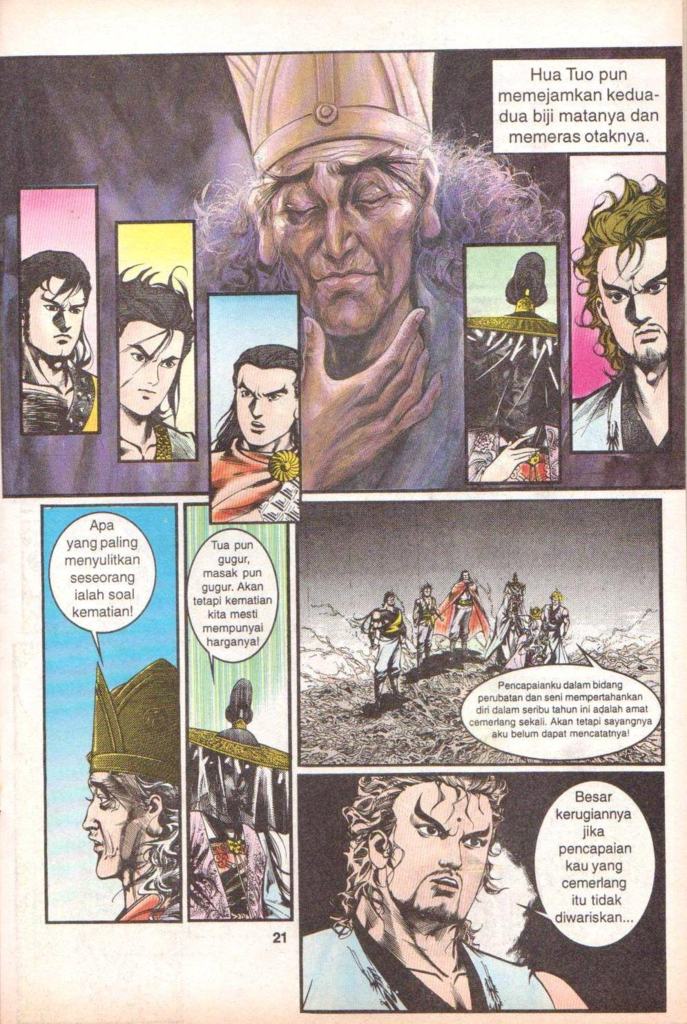 Hua Tuo pun
memejamkan kedua-
dua biji matanya dan
memeras otaknya.
Apa
yang paling
menyulitkan
seseorang
ialah soal
kematian!
Tua pun
gugur,
masak pun
gugur. Akan
tetapi kematian
kita mesti
mempunyai
harganya!
Pencapaianku dalam bidang
perubatan dan seni mempertahankan
diri dalam seribu tahun ini adalah amat
cemerlang sekali. Akan tetapi sayangnya
aku belum dapat mencatatnya!
Besar
kerugiannya
jika
pencapaian
kau yang
cemerlang
itu tidak
diwariskan...
21